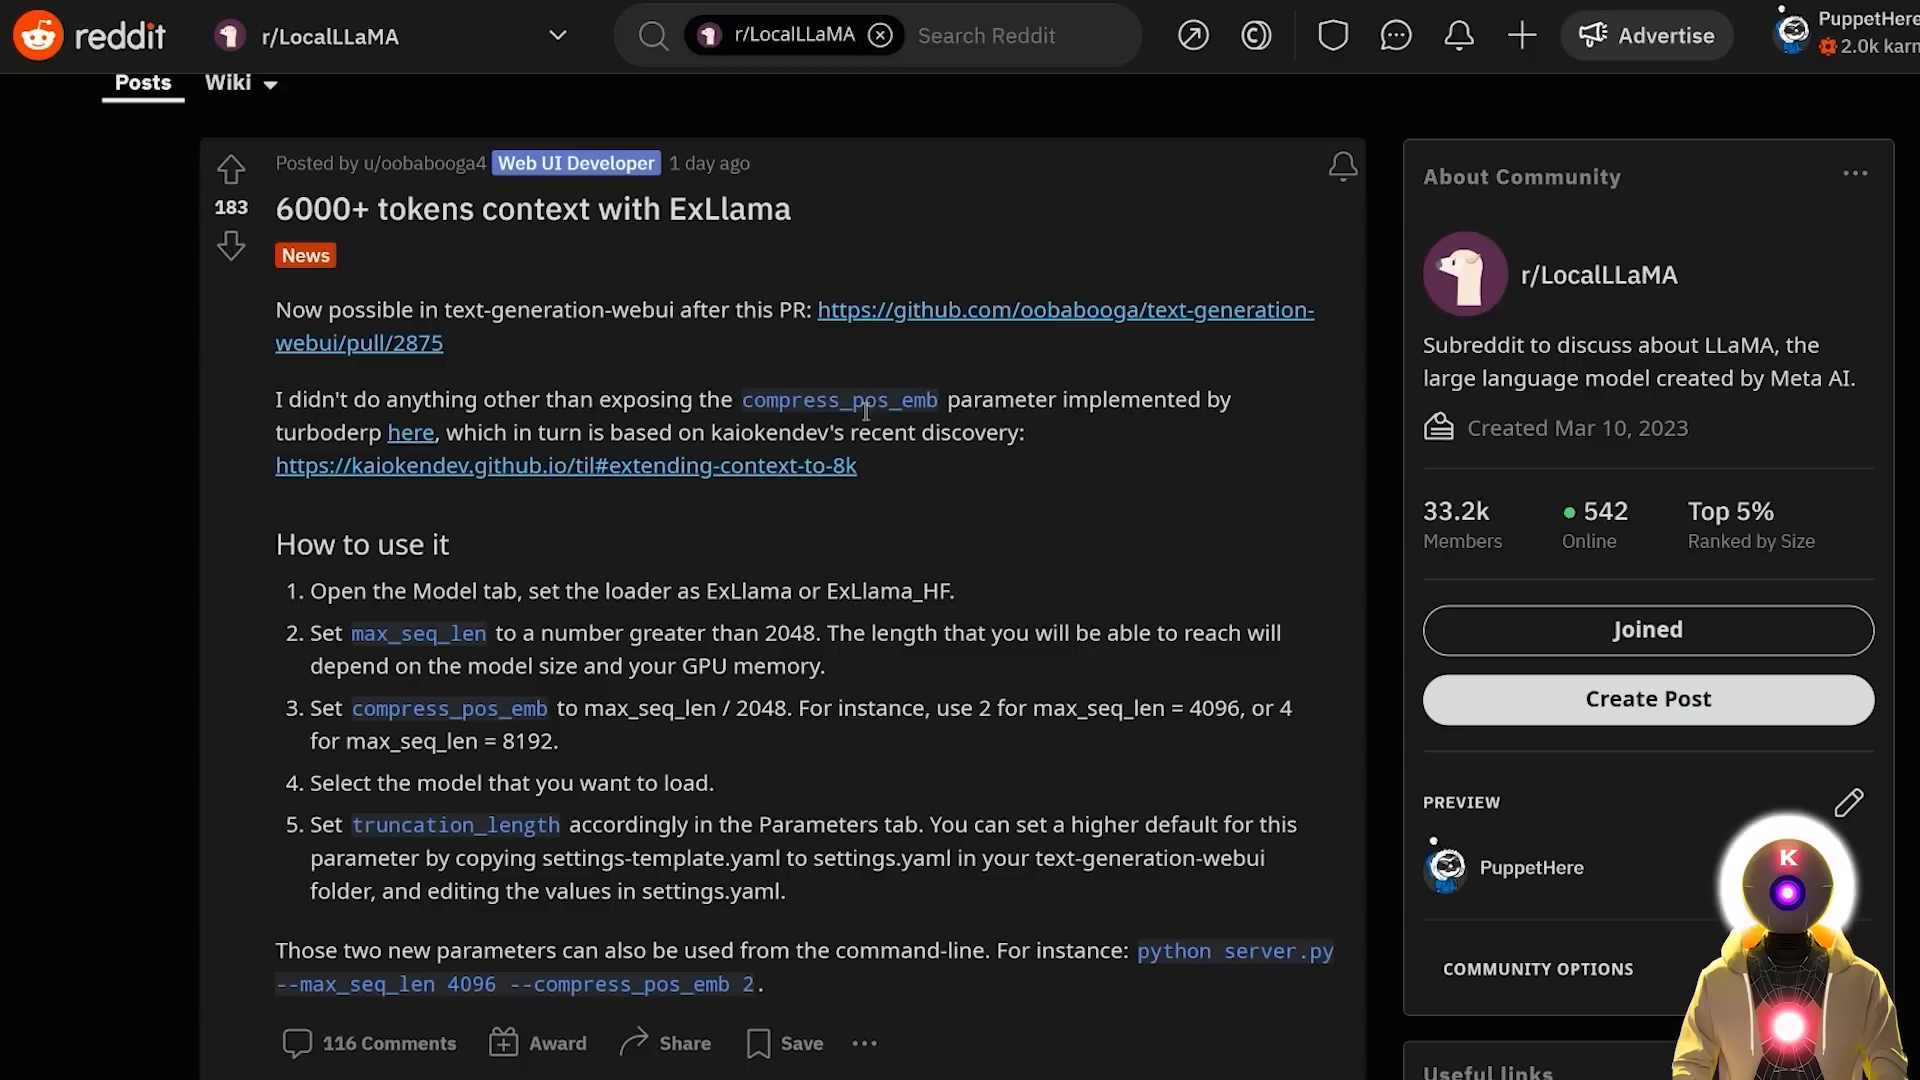 reddit
r/LocalLLaMA
r/LocalLLaMA
Search Reddit
Advertise
PuppetHere
2.0k karn
Posts
Wiki
Posted by u/oobabooga4 Web UI Developer 1 day ago
183
6000+ tokens context with ExLlama
News
Now possible in text-generation-webui after this PR: https://github.com/oobabooga/text-generation-
webui/pull/2875
I didn't do anything other than exposing the compress_pos_emb parameter implemented by
turboderp here, which in turn is based on kaiokendev's recent discovery:
https://kaiokendev.github.io/til#extending-context-to-8k
How to use it
1. Open the Model tab, set the loader as ExLlama or ExLlama_HF.
2. Set max_seq_len to a number greater than 2048. The length that you will be able to reach will
depend on the model size and your GPU memory.
3. Set compress_pos_emb to max_seq_len / 2048. For instance, use 2 for max_seq_len = 4096, or 4
for max_seq_len = 8192.
4. Select the model that you want to load.
5. Set truncation_length accordingly in the Parameters tab. You can set a higher default for this
parameter by copying settings-template.yaml to settings.yaml in your text-generation-webui
folder, and editing the values in settings.yaml.
Those two new parameters can also be used from the command-line. For instance: python server.py
--max_seq_len 4096 --compress_pos_emb 2.
116 Comments
Award
Share
Save
About Community
r/LocalLLaMA
Subreddit to discuss about LLaMA, the
large language model created by Meta AI.
Created Mar 10, 2023
33.2k
542
Top 5%
Members
Online
Ranked by Size
Joined
Create Post
PREVIEW
PuppetHere
COMMUNITY OPTIONS
K
Useful links